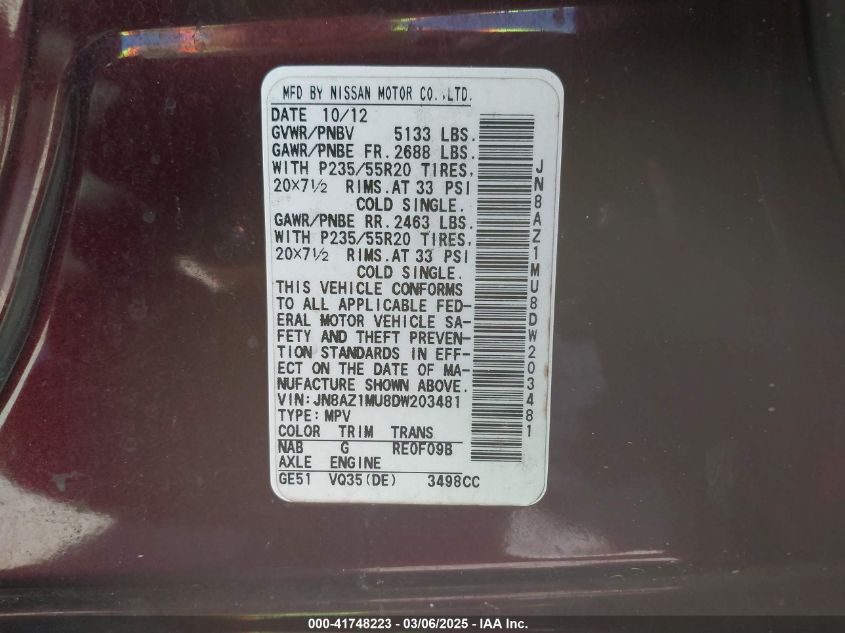 MFD BY NISSAN MOTOR CO.,LTD.
DATE 10/12
GVWR/PNBV 5133 LBS.
GAWR/PNBE FR. 2688 LBS.
WITH P235/55R20 TIRES,
20×7½ RIMS. AT 33 PSI
COLD SINGLE.
GAWR/PNBE RR. 2463 LBS.
WITH P235/55R20 TIRES,
20×7½ RIMS. AT 33 PSI
COLD SINGLE.
THIS VEHICLE CONFORMS
TO ALL APPLICABLE FED-
ERAL MOTOR VEHICLE SA-
FETY AND THEFT PREVEN-
TION STANDARDS IN EFF-
ECT ON THE DATE OF MA-
NUFACTURE SHOWN ABOVE.
VIN:JN8AZ1MU8DW203481
TYPE:MPV
COLOR TRIM TRANS
NAB G RE0F09B
AXLE ENGINE
GE51 VQ35(DE) 3498CC
JN8AZ1MU8DW203481
000-41748223 - 03/06/2025 - IAA Inc.